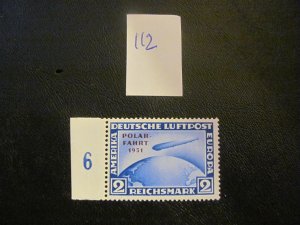 112
DEUTSCHE LUFTPOST
AMERIKA
EUROPA
POLAR-
FAHRT
1931
6
2 REICHSMARK 2